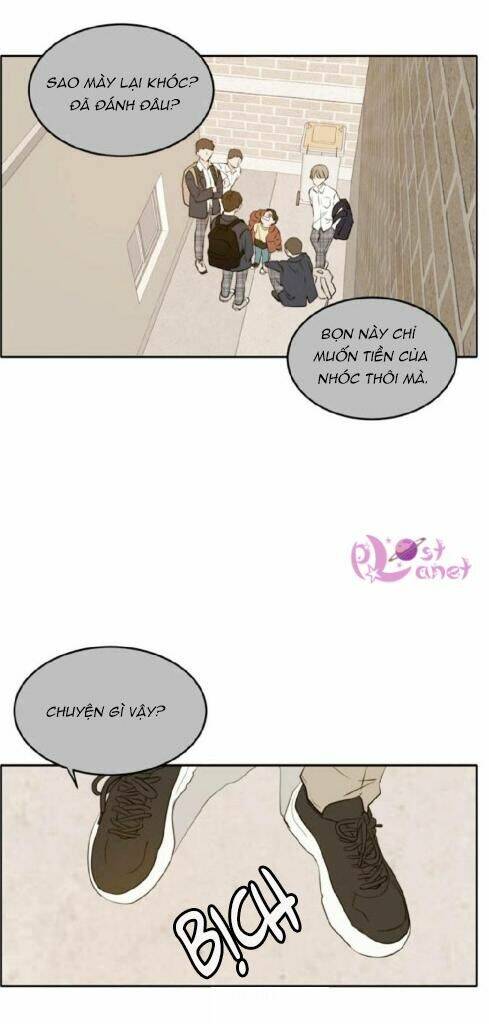 SAO MÀY LẠI KHÓC?
ĐÃ ĐÁNH ĐÂU?
BỌN NÀY CHỈ
MUỐN TIỀN CỦA
NHÓC THÔI MÀ.
Lost
Planet
CHUYỆN GÌ VẬY?
BỊCH